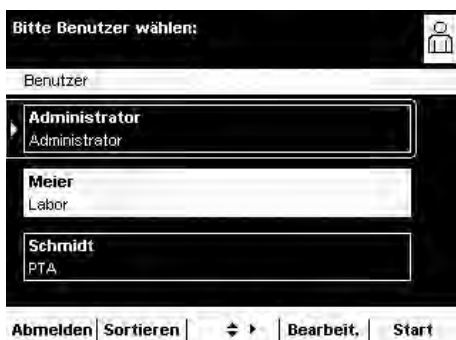 Bitte Benutzer wählen:
Benutzer
Administrator
Administrator
Meier
Labor
Schmidt
PTA
Abmelden Sortieren Bearbeit. Start